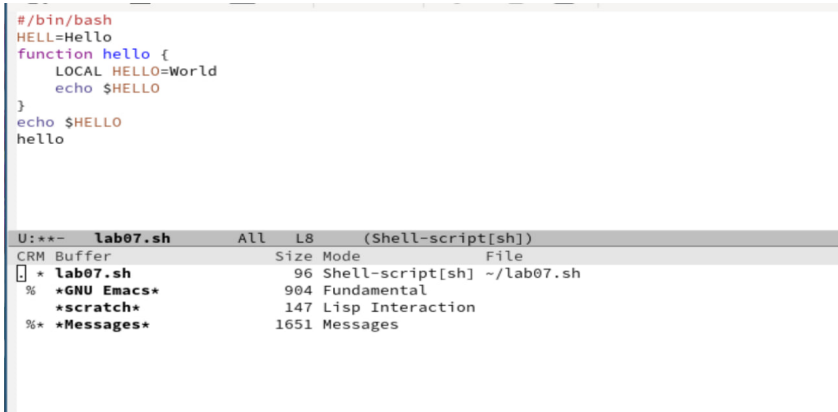 #/bin/bash
HELL=Hello
function hello {
    LOCAL HELLO=World
    echo $HELLO
}
echo $HELLO
hello
U:**-  lab07.sh       All   L8     (Shell-script[sh])
CRM Buffer                Size Mode             File
. * lab07.sh                96 Shell-script[sh] ~/lab07.sh
 %  *GNU Emacs*            904 Fundamental
    *scratch*              147 Lisp Interaction
 %* *Messages*            1651 Messages